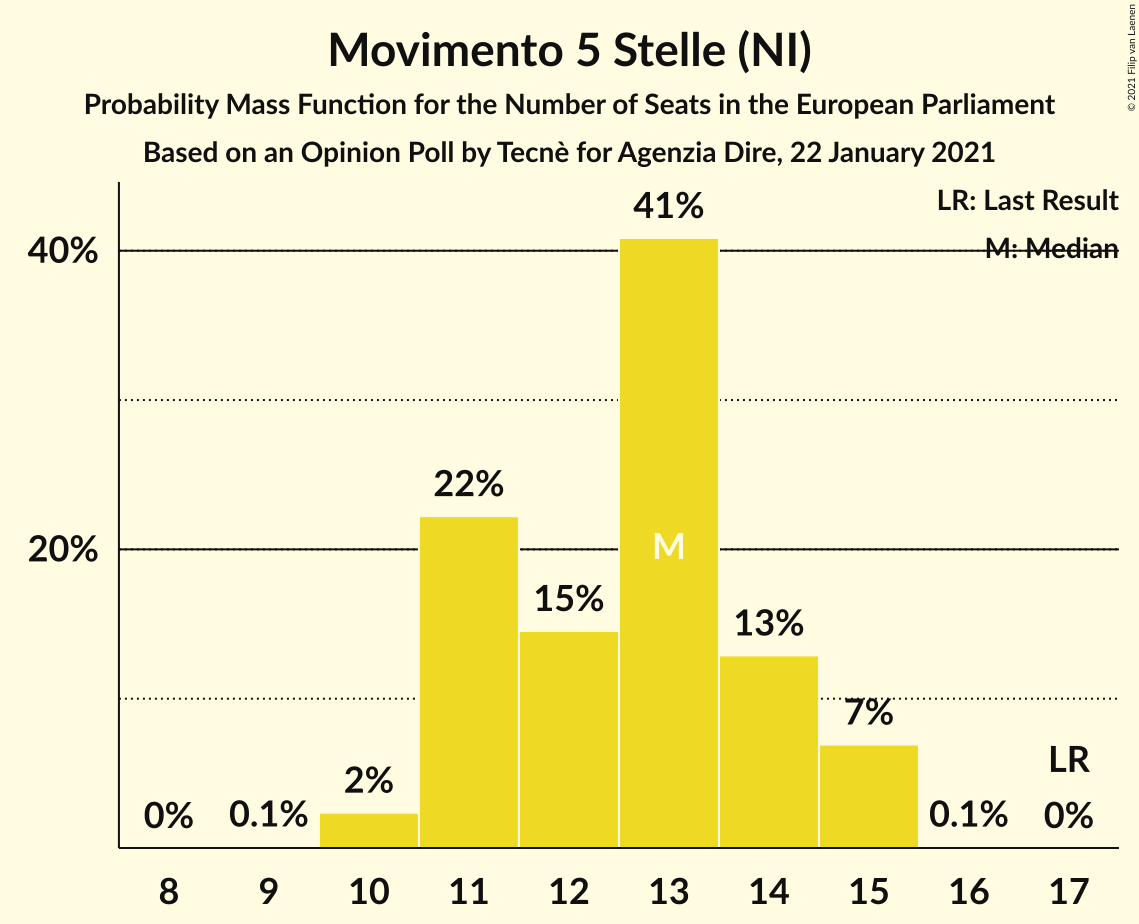 Movimento 5 Stelle (NI)
Probability Mass Function for the Number of Seats in the European Parliament
Based on an Opinion Poll by Tecnè for Agenzia Dire, 22 January 2021
© 2021 Filip van Laenen
LR: Last Result
M: Median
40%
20%
0%
0.1%
2%
22%
15%
41%
M
13%
7%
0.1%
LR
0%
8 9 10 11 12 13 14 15 16 17